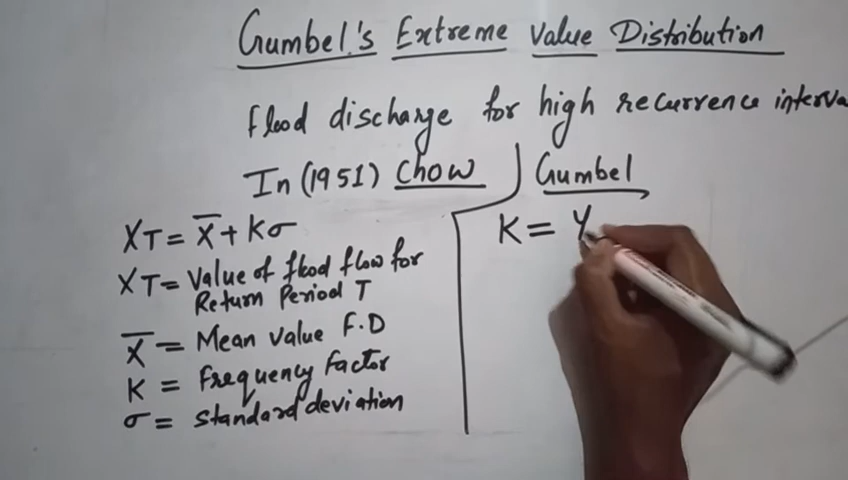 Gumbel's Extreme Value Distribution
Flood discharge for high recurrence interva
In (1951) Chow
XT = X̅ + Kσ
XT = Value of flood flow for
Return Period T
X̅ = Mean value F.D
K = Frequency Factor
σ = standard deviation
Gumbel
K = Y